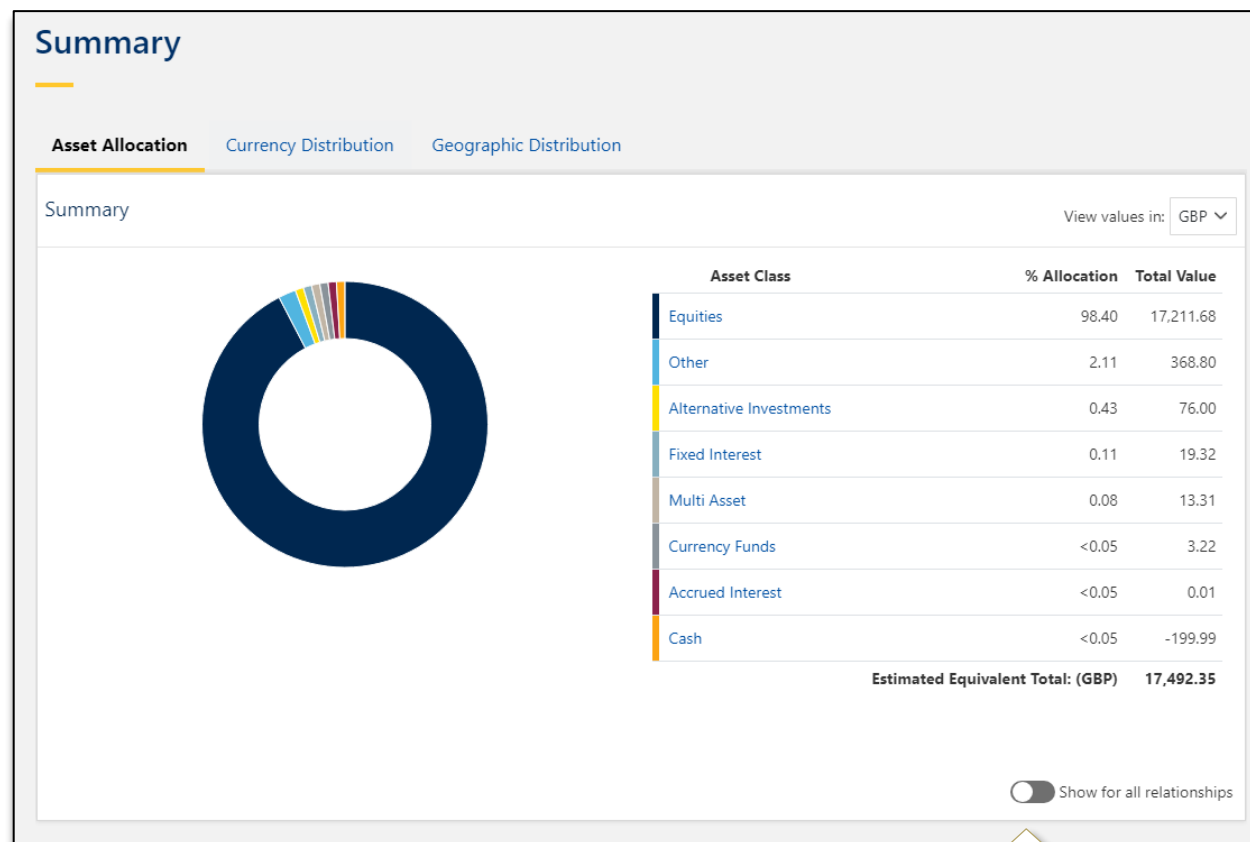 Summary
Asset Allocation Currency Distribution Geographic Distribution
Summary
View values in: GBP
Asset Class % Allocation Total Value
Equities 98.40 17,211.68
Other 2.11 368.80
Alternative Investments 0.43 76.00
Fixed Interest 0.11 19.32
Multi Asset 0.08 13.31
Currency Funds <0.05 3.22
Accrued Interest <0.05 0.01
Cash <0.05 -199.99
Estimated Equivalent Total: (GBP) 17,492.35
Show for all relationships